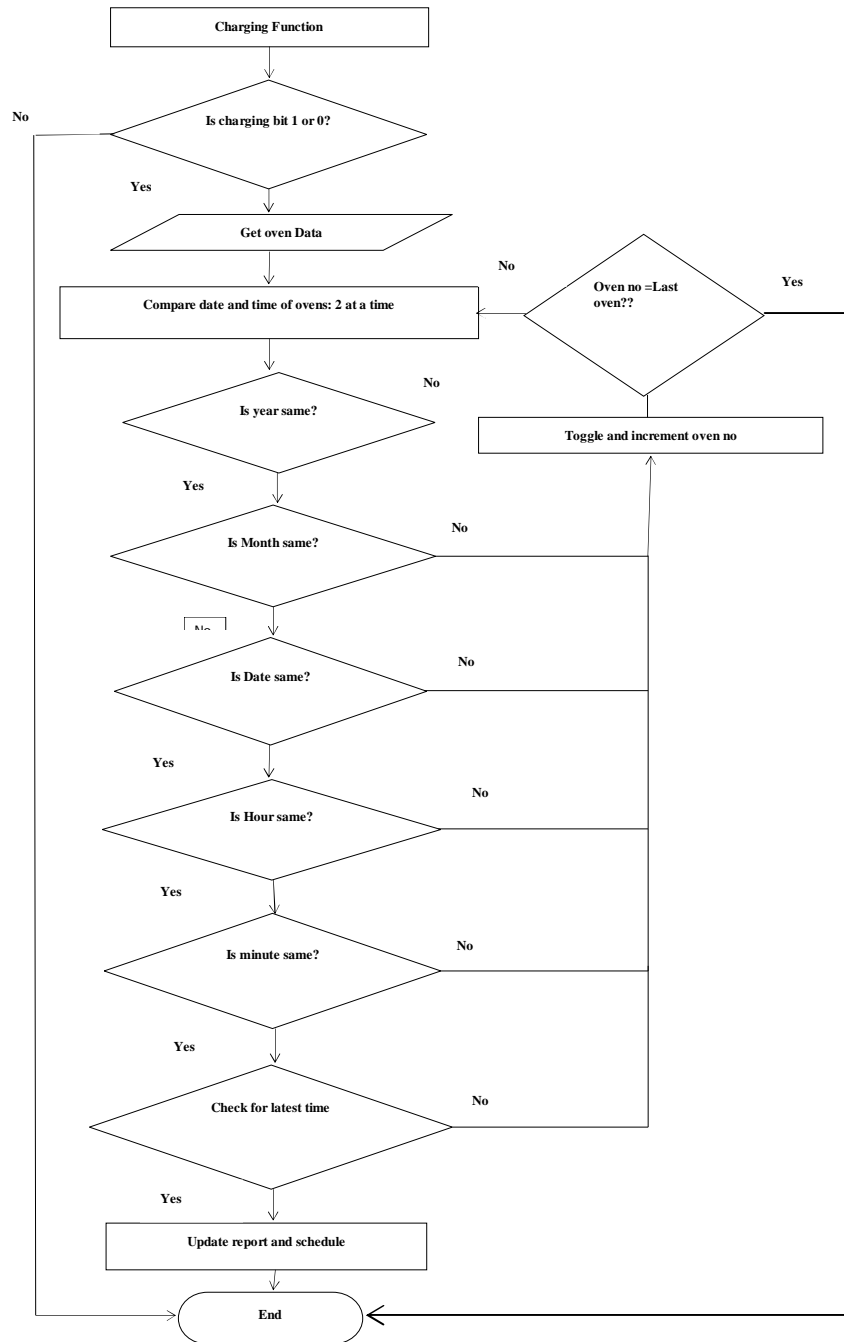 Charging Function
No
Is charging bit 1 or 0?
Yes
Get oven Data
No
Oven no =Last
oven??
Yes
Compare date and time of ovens: 2 at a time
No
Is year same?
Toggle and increment oven no
Yes
No
Is Month same?
No
Is Date same?
Yes
No
Is Hour same?
Yes
No
Is minute same?
Yes
No
Check for latest time
Yes
Update report and schedule
End